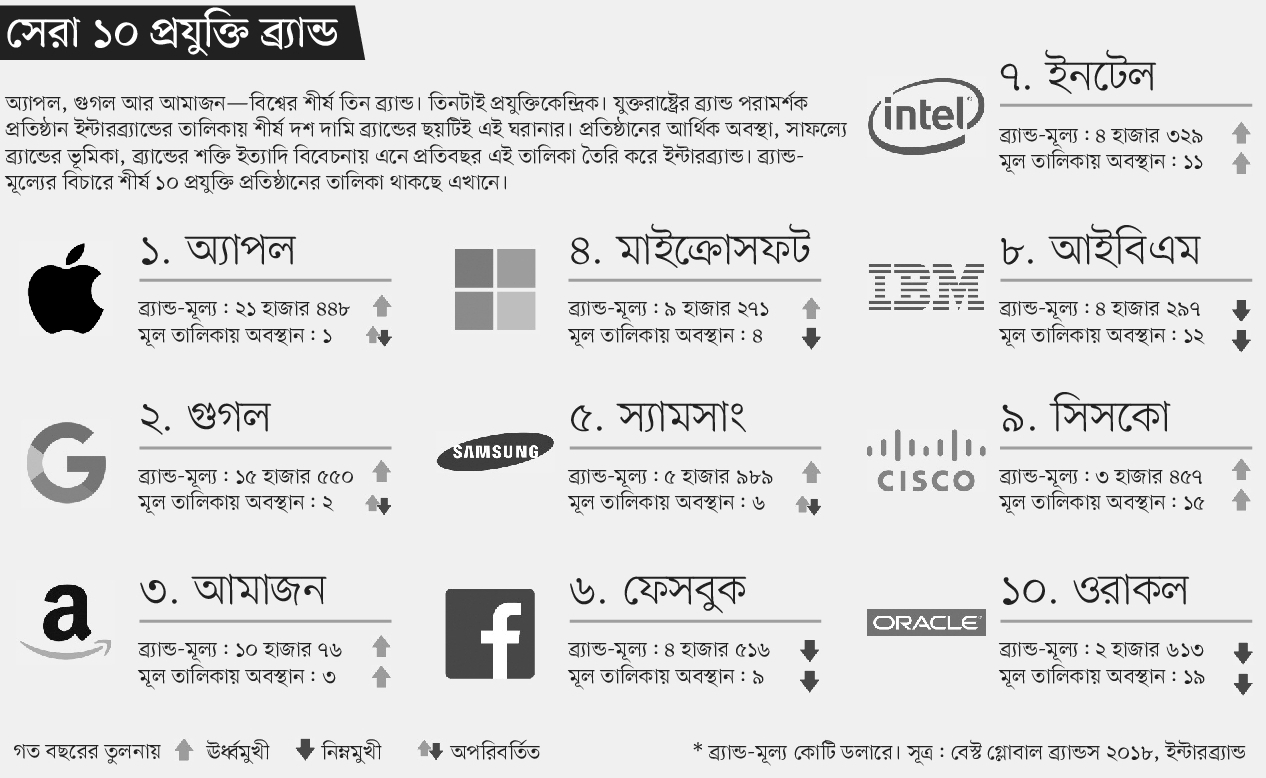 সেরা ১০ প্রযুক্তি ব্র্যান্ড
অ্যাপল, গুগল আর আমাজন—বিশ্বের শীর্ষ তিন ব্র্যান্ড। তিনটাই প্রযুক্তিকেন্দ্রিক। যুক্তরাষ্ট্রের ব্র্যান্ড পরামর্শক
প্রতিষ্ঠান ইন্টারব্র্যান্ডের তালিকায় শীর্ষ দশ দামি ব্র্যান্ডের ছয়টিই এই ঘরানার। প্রতিষ্ঠানের আর্থিক অবস্থা, সাফল্যে
ব্র্যান্ডের ভূমিকা, ব্র্যান্ডের শক্তি ইত্যাদি বিবেচনায় এনে প্রতিবছর এই তালিকা তৈরি করে ইন্টারব্র্যান্ড। ব্র্যান্ড-
মূল্যের বিচারে শীর্ষ ১০ প্রযুক্তি প্রতিষ্ঠানের তালিকা থাকছে এখানে।
১. অ্যাপল
ব্র্যান্ড-মূল্য : ২১ হাজার ৪৪৮
মূল তালিকায় অবস্থান : ১
২. গুগল
ব্র্যান্ড-মূল্য : ১৫ হাজার ৫৫০
মূল তালিকায় অবস্থান : ২
৩. আমাজন
ব্র্যান্ড-মূল্য : ১০ হাজার ৭৬
মূল তালিকায় অবস্থান : ৩
৪. মাইক্রোসফট
ব্র্যান্ড-মূল্য : ৯ হাজার ২৭১
মূল তালিকায় অবস্থান : ৪
SAMSUNG
৫. স্যামসাং
ব্র্যান্ড-মূল্য : ৫ হাজার ৯৮৯
মূল তালিকায় অবস্থান : ৬
৬. ফেসবুক
ব্র্যান্ড-মূল্য : ৪ হাজার ৫১৬
মূল তালিকায় অবস্থান : ৯
intel
৭. ইনটেল
ব্র্যান্ড-মূল্য : ৪ হাজার ৩২৯
মূল তালিকায় অবস্থান : ১১
IBM
৮. আইবিএম
ব্র্যান্ড-মূল্য : ৪ হাজার ২৯৭
মূল তালিকায় অবস্থান : ১২
CISCO
৯. সিসকো
ব্র্যান্ড-মূল্য : ৩ হাজার ৪৫৭
মূল তালিকায় অবস্থান : ১৫
ORACLE
১০. ওরাকল
ব্র্যান্ড-মূল্য : ২ হাজার ৬১৩
মূল তালিকায় অবস্থান : ১৯
গত বছরের তুলনায় ঊর্ধ্বমুখী নিম্নমুখী অপরিবর্তিত
* ব্র্যান্ড-মূল্য কোটি ডলারে। সূত্র : বেস্ট গ্লোবাল ব্র্যান্ডস ২০১৮, ইন্টারব্র্যান্ড